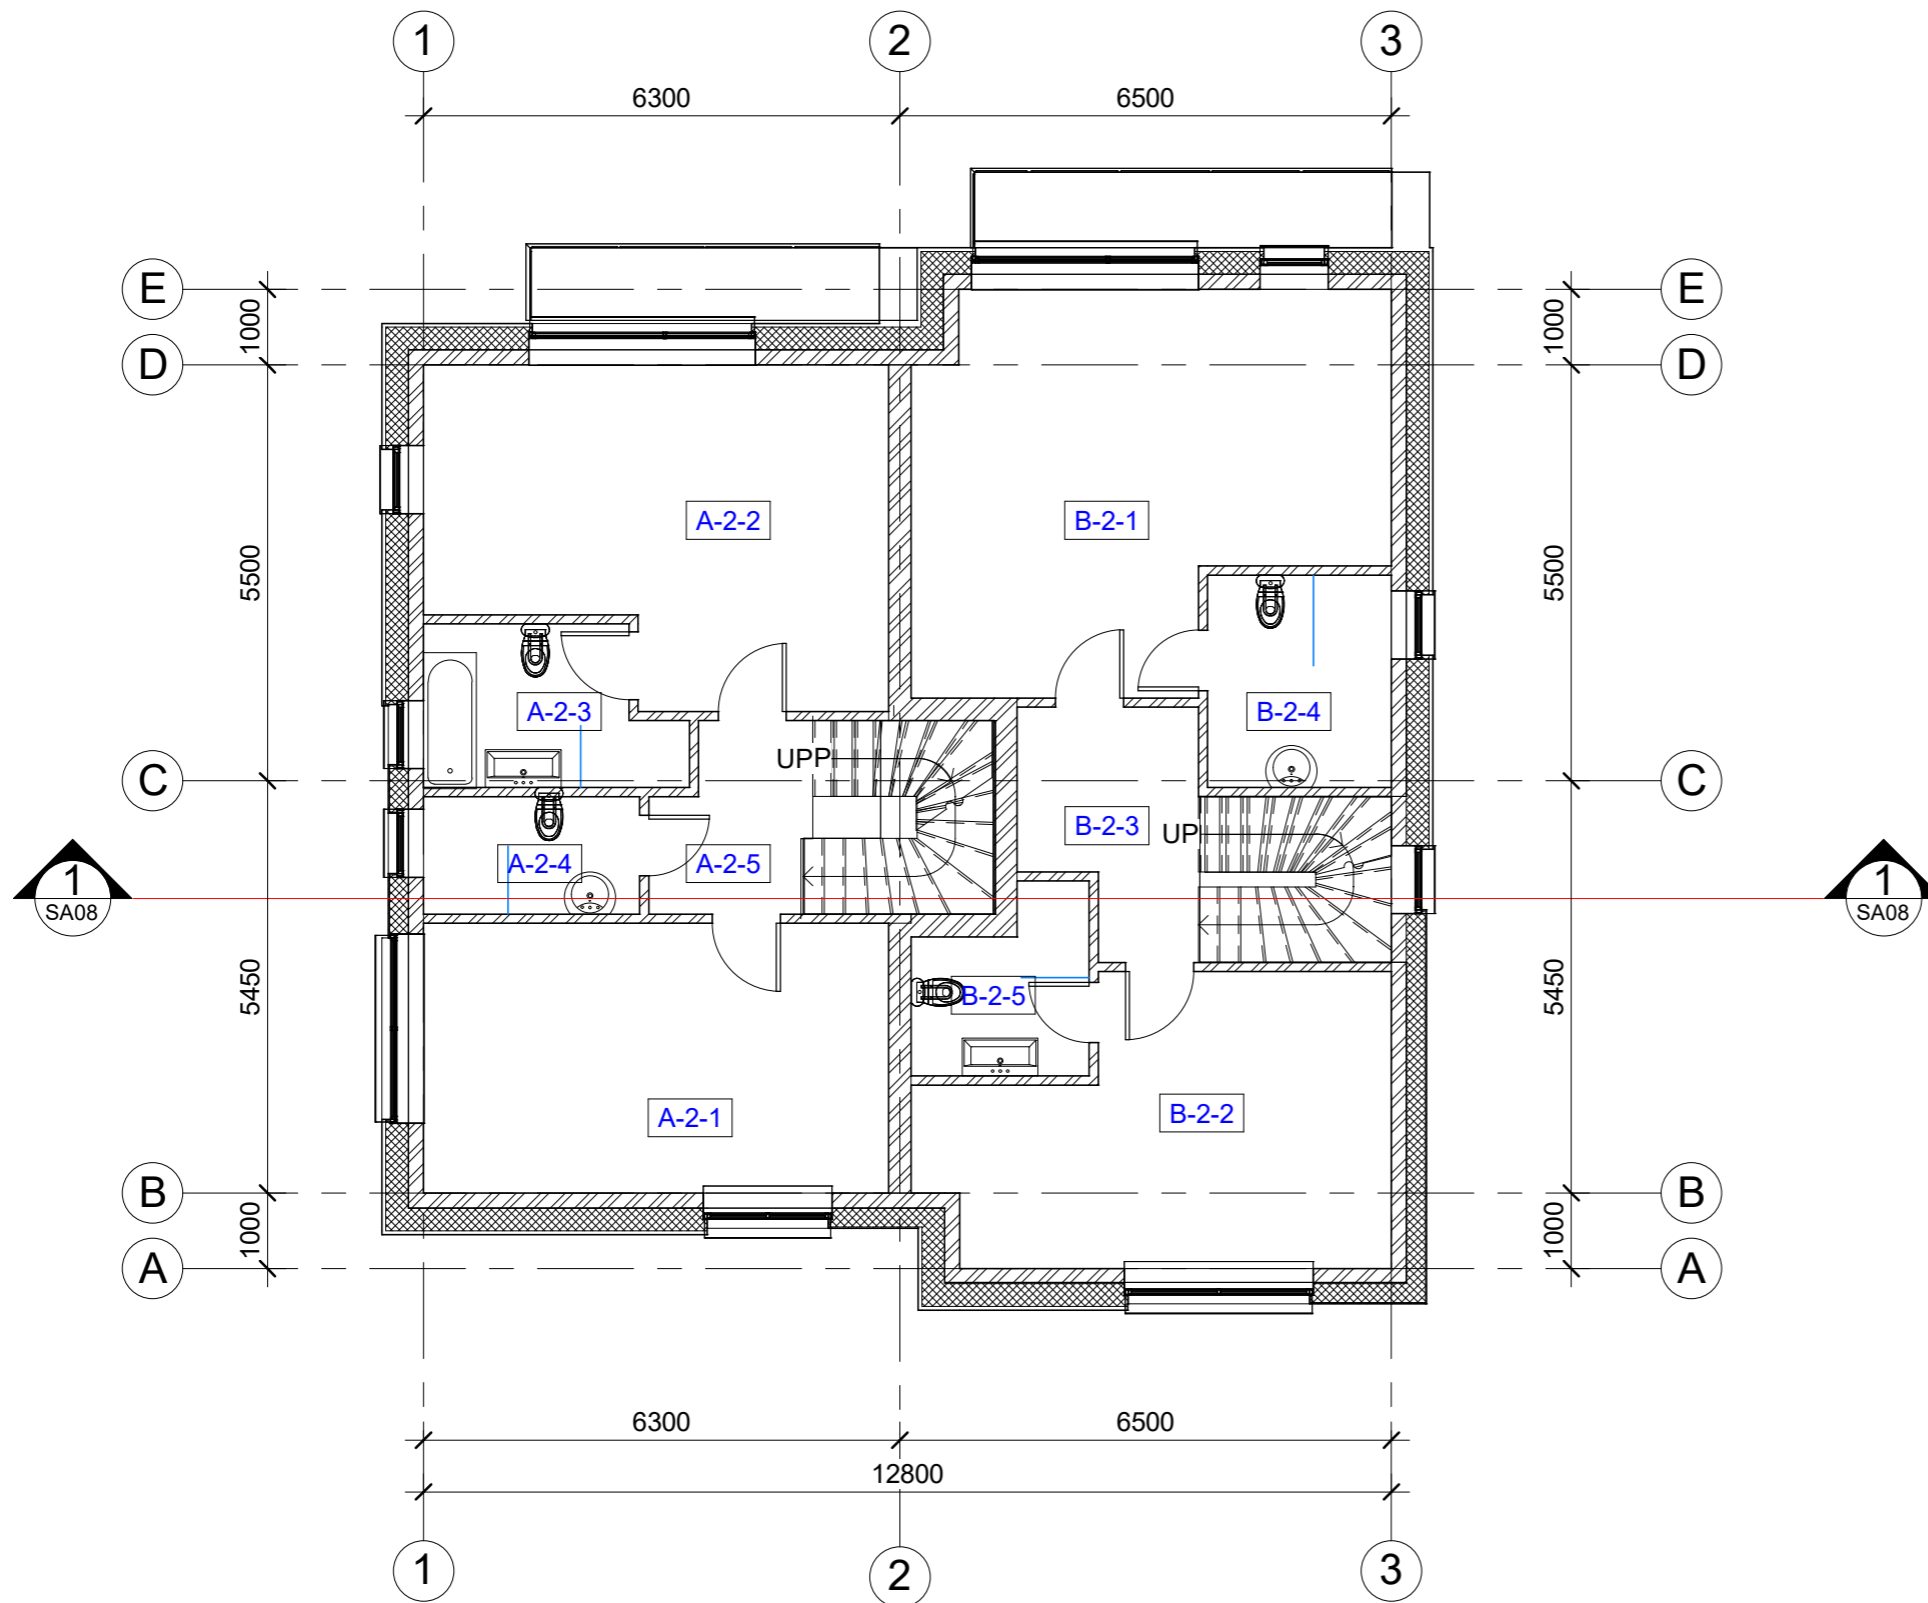 1 2 3
6300 6500
E E
1000 1000
D D
A-2-2 B-2-1
5500 5500
A-2-3 B-2-4
UPP
C C
B-2-3 UP
A-2-4 A-2-5
1 1
SA08 SA08
5450 B-2-5 5450
A-2-1 B-2-2
B B
1000 1000
A A
6300 6500
12800
1 2 3